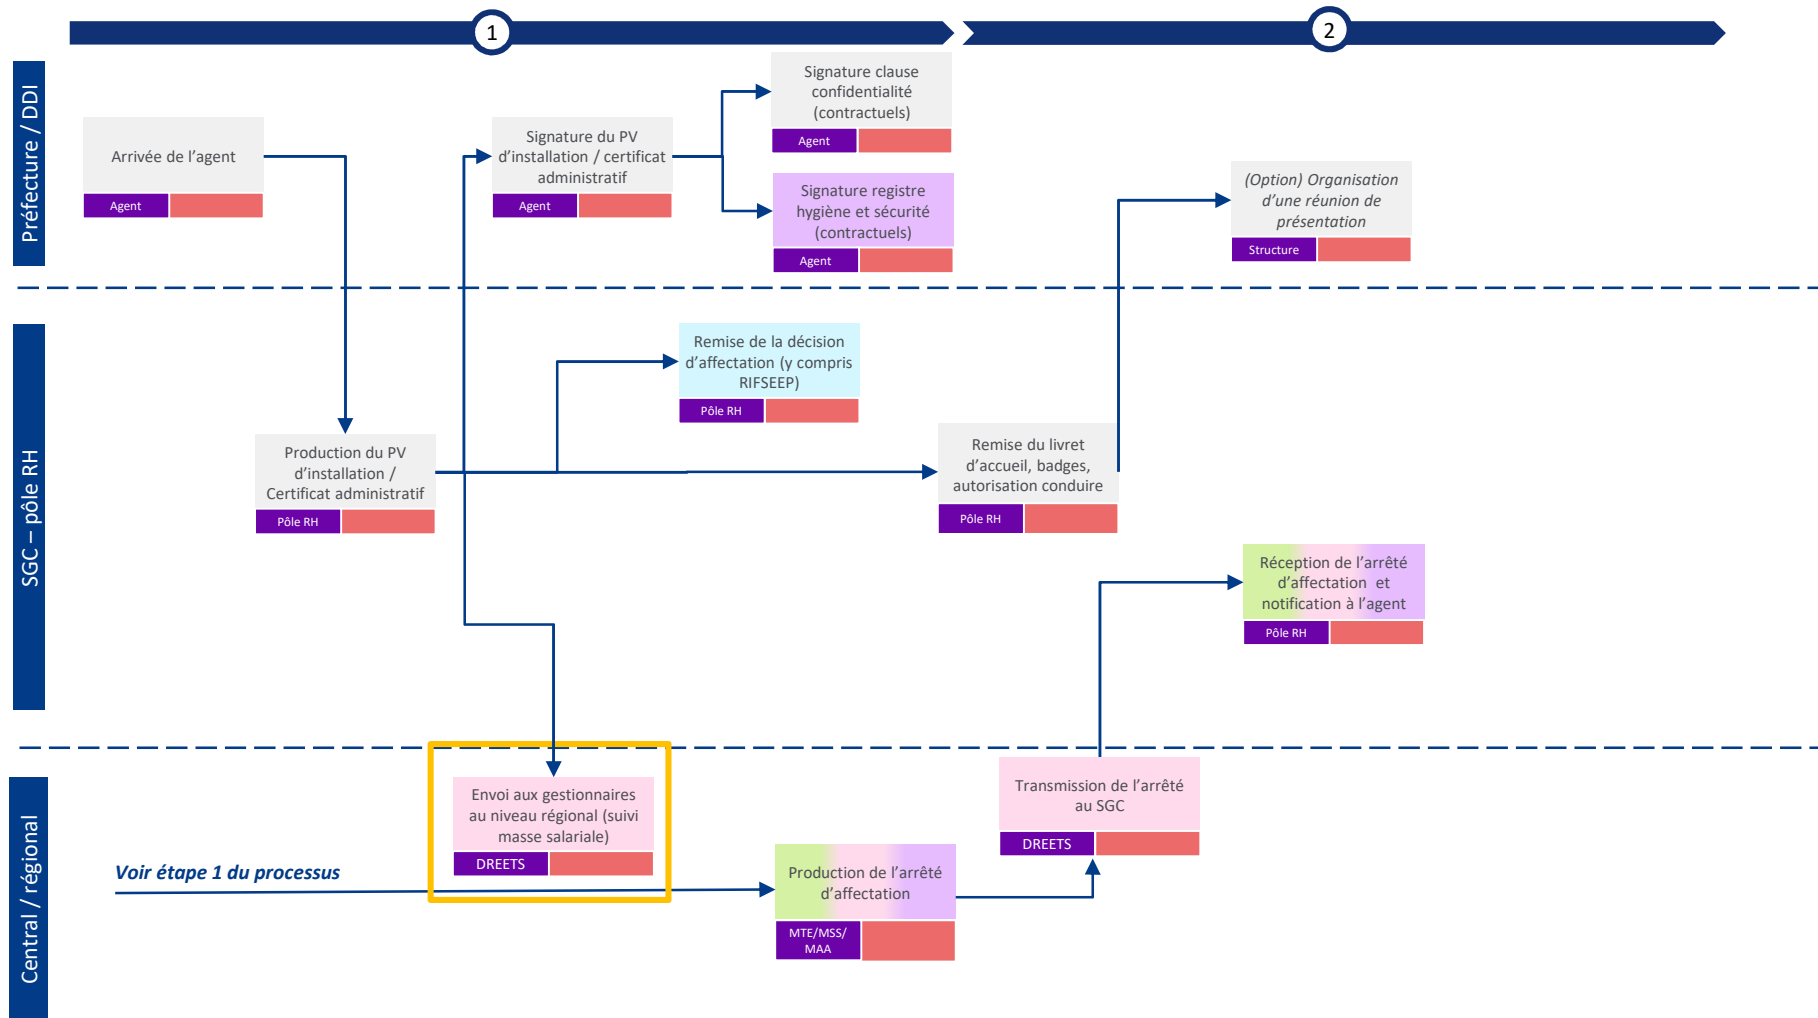 1
2
Préfecture / DDI
Arrivée de l’agent
Agent
Signature du PV
d’installation / certificat
administratif
Agent
Signature clause
confidentialité
(contractuels)
Agent
Signature registre
hygiène et sécurité
(contractuels)
Agent
(Option) Organisation
d’une réunion de
présentation
Structure
SGC – pôle RH
Production du PV
d’installation /
Certificat administratif
Pôle RH
Remise de la décision
d’affectation (y compris
RIFSEEP)
Pôle RH
Remise du livret
d’accueil, badges,
autorisation conduire
Pôle RH
Réception de l’arrêté
d’affectation et
notification à l’agent
Pôle RH
Central / régional
Voir étape 1 du processus
Envoi aux gestionnaires
au niveau régional (suivi
masse salariale)
DREETS
Production de l’arrêté
d’affectation
MTE/MSS/
MAA
Transmission de l’arrêté
au SGC
DREETS